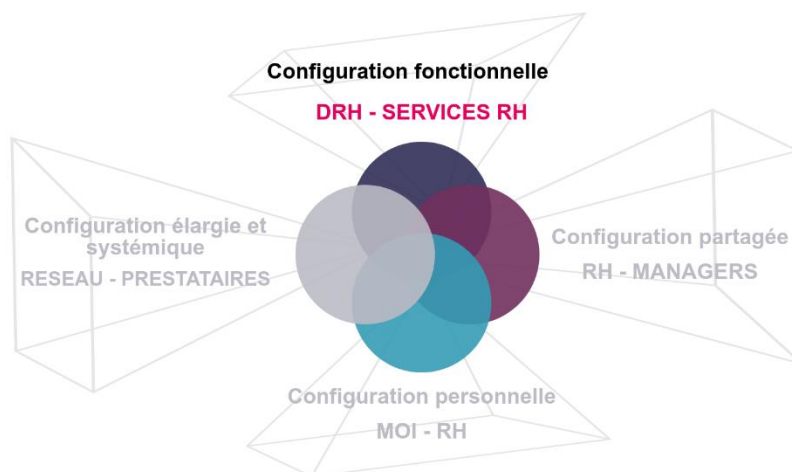 Configuration fonctionnelle
DRH - SERVICES RH
Configuration élargie et
systémique
RESEAU - PRESTATAIRES
Configuration partagée
RH - MANAGERS
Configuration personnelle
MOI - RH